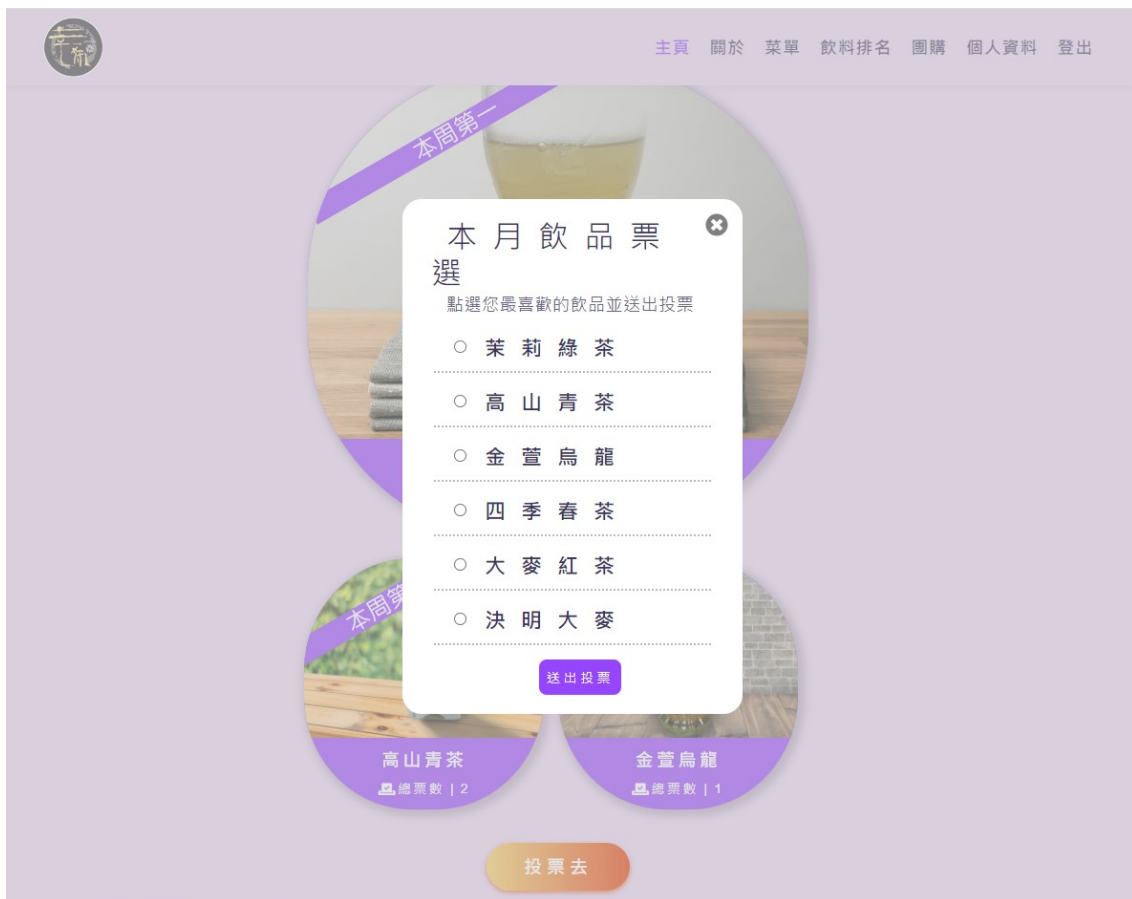 主頁 關於 菜單 飲料排名 團購 個人資料 登出
本周第一
本月飲品票
選
點選您最喜歡的飲品並送出投票
茉莉綠茶
高山青茶
金萱烏龍
四季春茶
大麥紅茶
決明大麥
送出投票
本周第
高山青茶
總票數 | 2
金萱烏龍
總票數 | 1
投票去